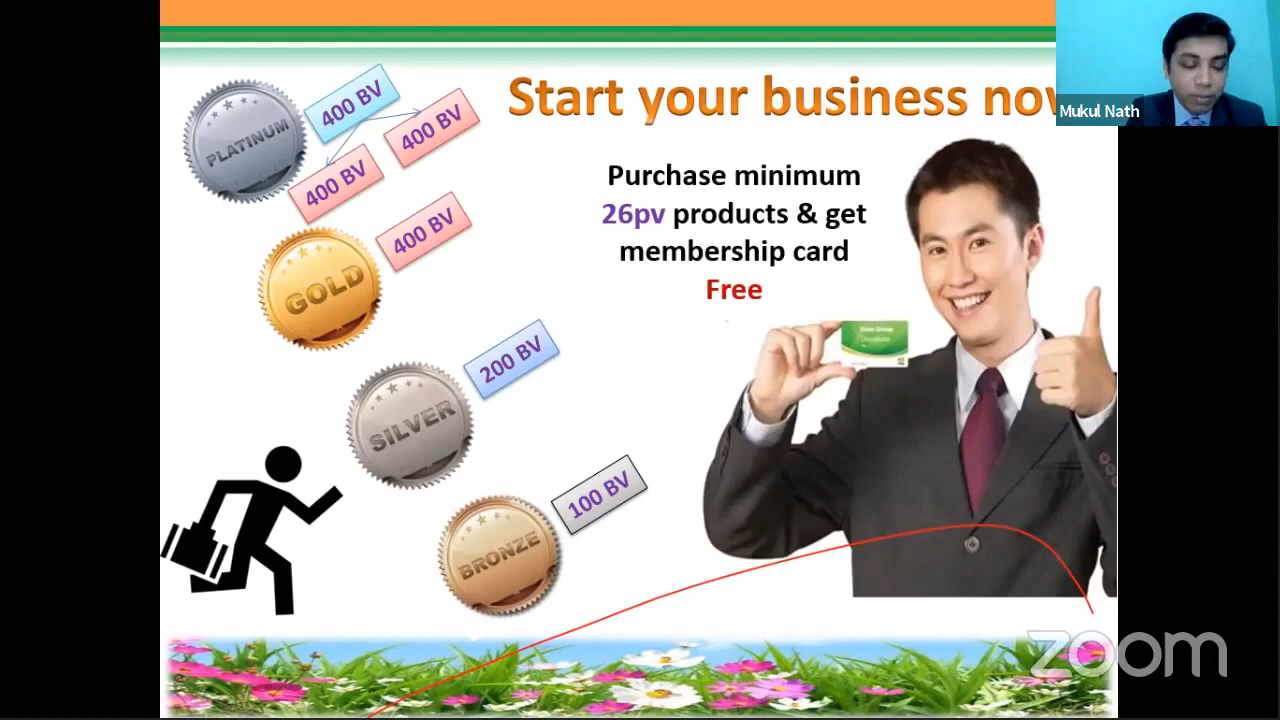 Start your business nov
Mukul Nath
400 BV
400 BV
400 BV
PLATINUM
Purchase minimum
26pv products & get
membership card
Free
400 BV
GOLD
200 BV
SILVER
100 BV
BRONZE
zoom